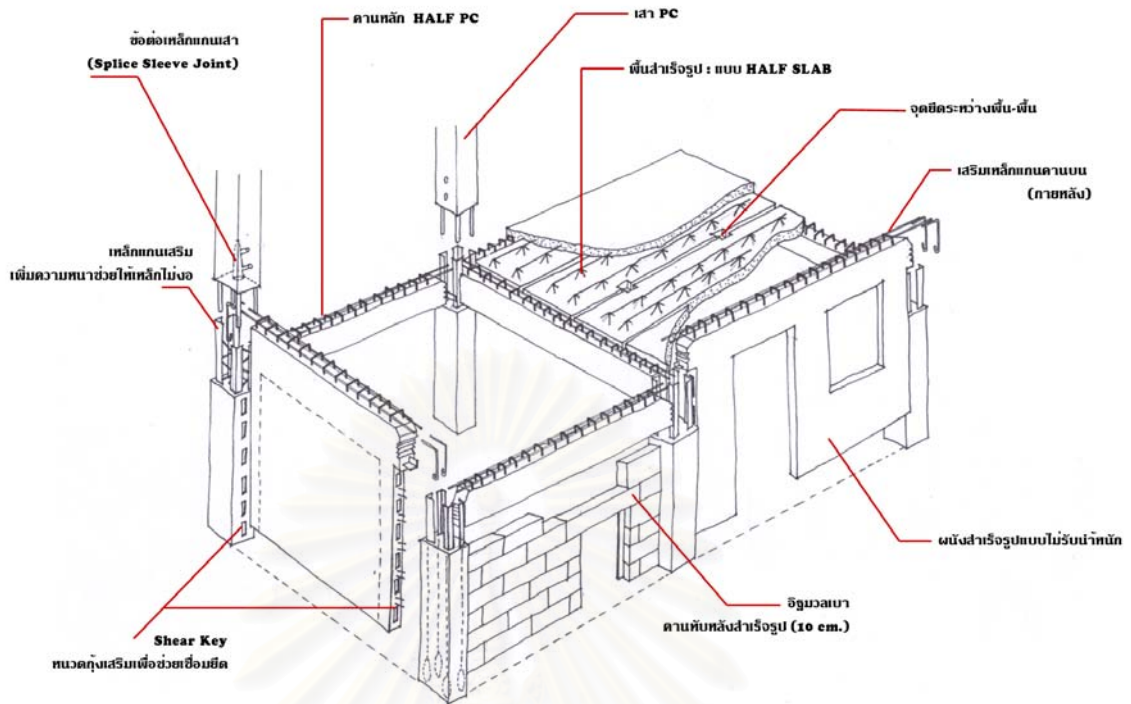 คานหลัก HALF PC
เสา PC
ข้อต่อเหล็กแกนเสา
(Splice Sleeve Joint)
พื้นสำเร็จรูป : แบบ HALF SLAB
จุดยึดระหว่างพื้น-พื้น
เสริมเหล็กแกนคานบน
(ภายหลัง)
เหล็กแกนเสริม
เพิ่มความหนาช่วยให้เหล็กไม่งอ
ผนังสำเร็จรูปแบบไม่รับน้ำหนัก
อิฐมวลเบา
คานทับหลังสำเร็จรูป (10 cm.)
Shear Key
หนวดกุ้งเสริมเพื่อช่วยเชื่อมยึด